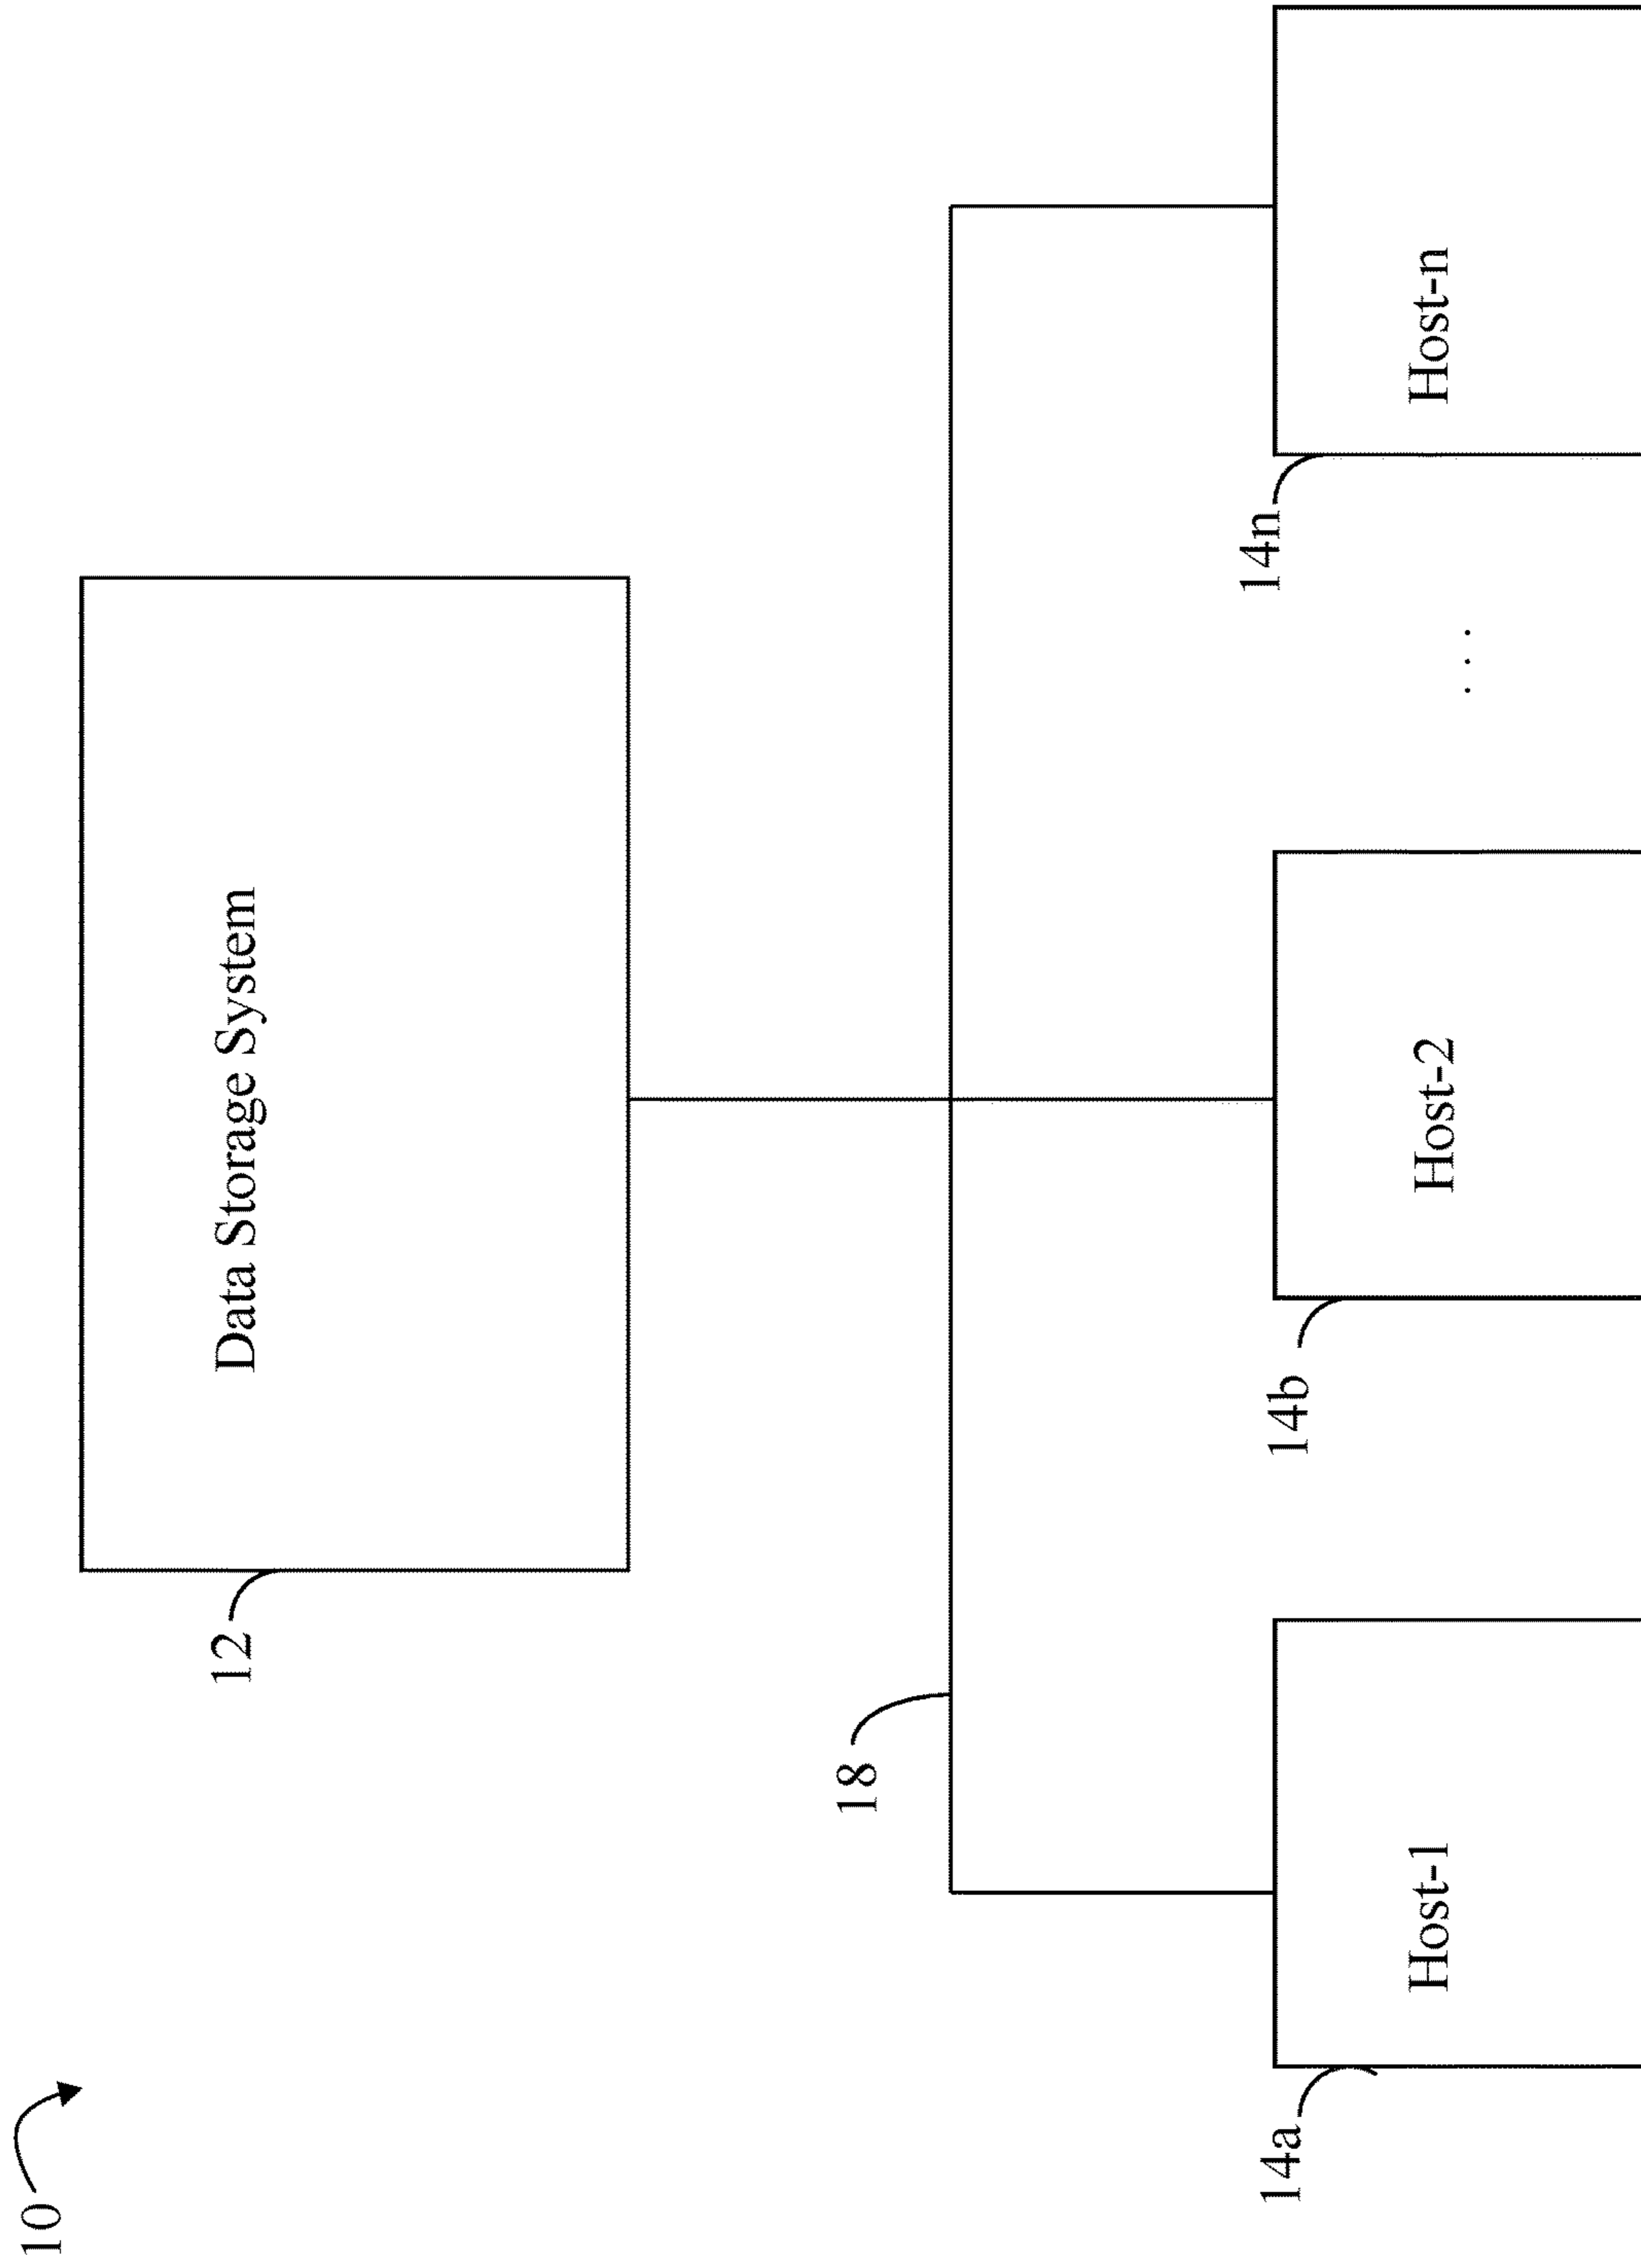 10
12
Data Storage System
18
14a
Host-1
14b
Host-2
. . .
14n
Host-n